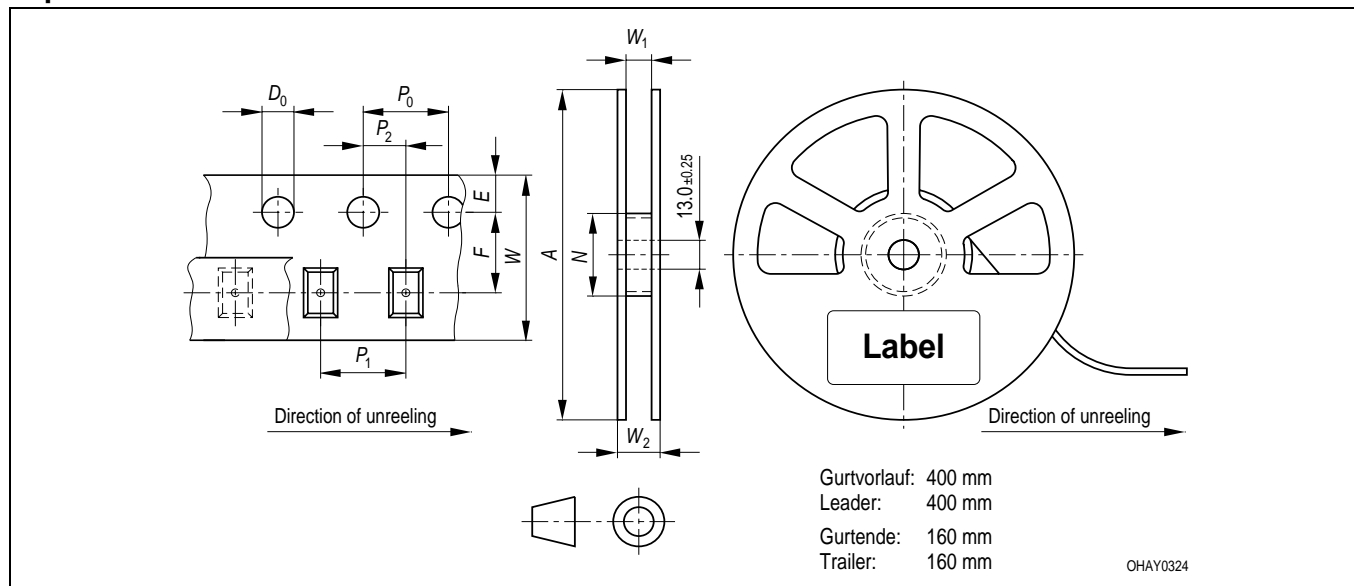 W1
D0
P0
P2
E
F
W
A
N
13.0±0.25
P1
W2
Label
Direction of unreeling
Direction of unreeling
Gurtvorlauf: 400 mm
Leader: 400 mm
Gurtende: 160 mm
Trailer: 160 mm
OHAY0324